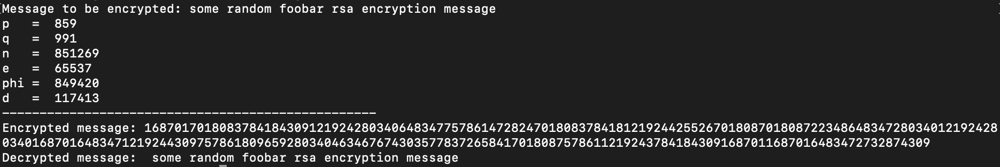 Message to be encrypted: some random foobar rsa encryption message
p   =  859
q   =  991
n   =  851269
e   =  65537
phi =  849420
d   =  117413
--------------------------------------------------
Encrypted message: 168701701808378418430912192428034064834775786147282470180837841812192442552670180870180872234864834728034012192428
0340168701648347121924430975786180965928034046346767430357783726584170180875786112192437841843091687011687016483472732874309
Decrypted message:  some random foobar rsa encryption message